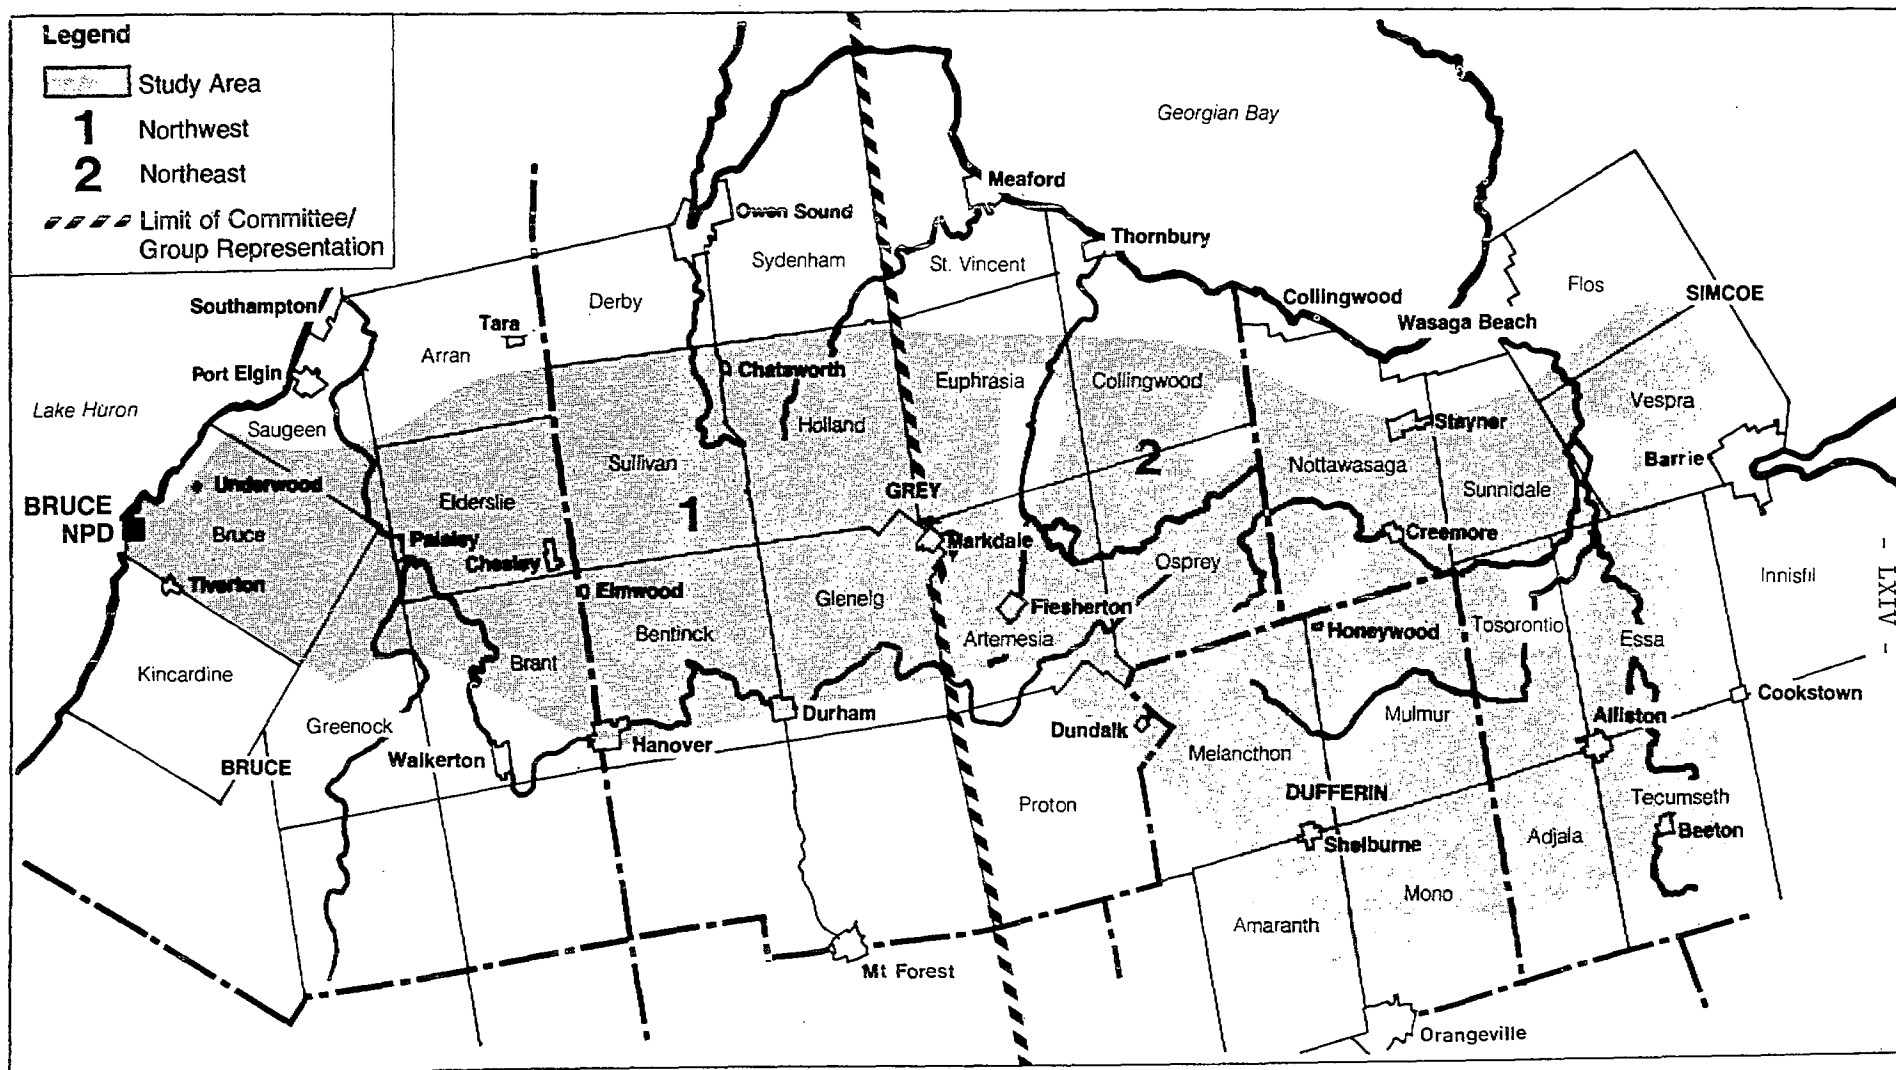 Legend
Study Area
1 Northwest
2 Northeast
Limit of Committee/
Group Representation
Georgian Bay
Meaford
Owen Sound
Thornbury
Sydenham
St. Vincent
Flos
SIMCOE
Southampton
Derby
Collingwood
Wasaga Beach
Tara
Arran
Port Elgin
Chatsworth
Euphrasia
Collingwood
Vespra
Lake Huron
Saugeen
Holland
Stayner
Sullivan
2
Nottawasaga
Barrie
Underwood
Elderslie
1
GREY
Sunnidale
BRUCE
NPD
Bruce
Paisley
Markdale
Creemore
Chesley
Osprey
Innisfil
- LXIV -
Tiverton
Elmwood
Glenelg
Flesherton
Bentinck
Artemesia
Honeywood
Tosorontio
Essa
Kincardine
Brant
Cookstown
Greenock
Durham
Mulmur
Alliston
Dundalk
Walkerton
Hanover
Melancthon
BRUCE
DUFFERIN
Tecumseth
Proton
Adjala
Beeton
Shelburne
Mono
Amaranth
Mt Forest
Orangeville